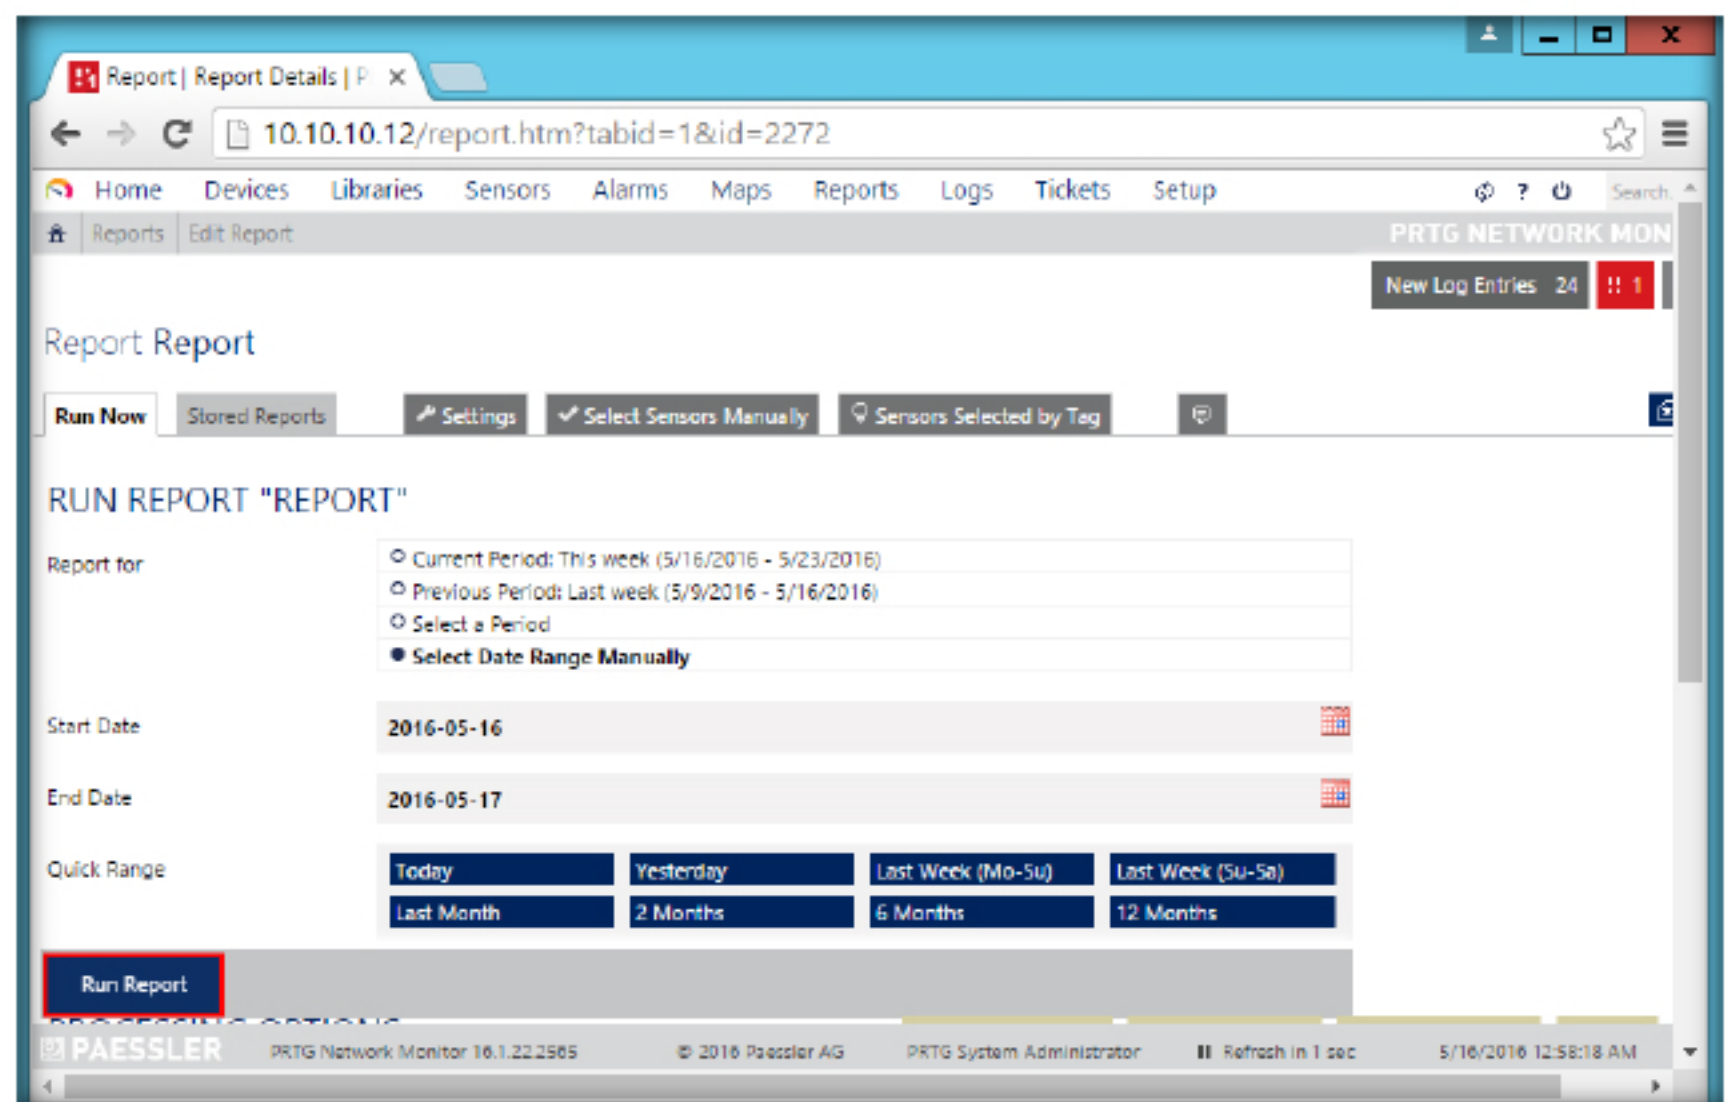 Report | Report Details | P
10.10.10.12/report.htm?tabid=1&id=2272
Home Devices Libraries Sensors Alarms Maps Reports Logs Tickets Setup ? Search.
Reports Edit Report PRTG NETWORK MON
New Log Entries 24 !! 1
Report Report
Run Now Stored Reports Settings Select Sensors Manually Sensors Selected by Tag
RUN REPORT "REPORT"
Report for
Current Period: This week (5/16/2016 - 5/23/2016)
Previous Period: Last week (5/9/2016 - 5/16/2016)
Select a Period
Select Date Range Manually
Start Date 2016-05-16
End Date 2016-05-17
Quick Range Today Yesterday Last Week (Mo-Su) Last Week (Su-Sa)
Last Month 2 Months 6 Months 12 Months
Run Report
PROCESSING OPTIONS
PAESSLER PRTG Network Monitor 16.1.22.2565 © 2016 Paessler AG PRTG System Administrator Refresh in 1 sec 5/16/2016 12:58:18 AM